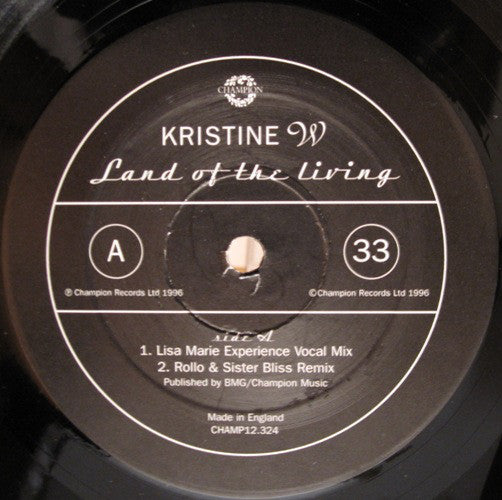 CHAMPION
KRISTINE W
Land of the living
A
33
℗ Champion Records Ltd 1996
© Champion Records Ltd 1996
side A
1. Lisa Marie Experience Vocal Mix
2. Rollo & Sister Bliss Remix
Published by BMG/Champion Music
Made in England
CHAMP12.324